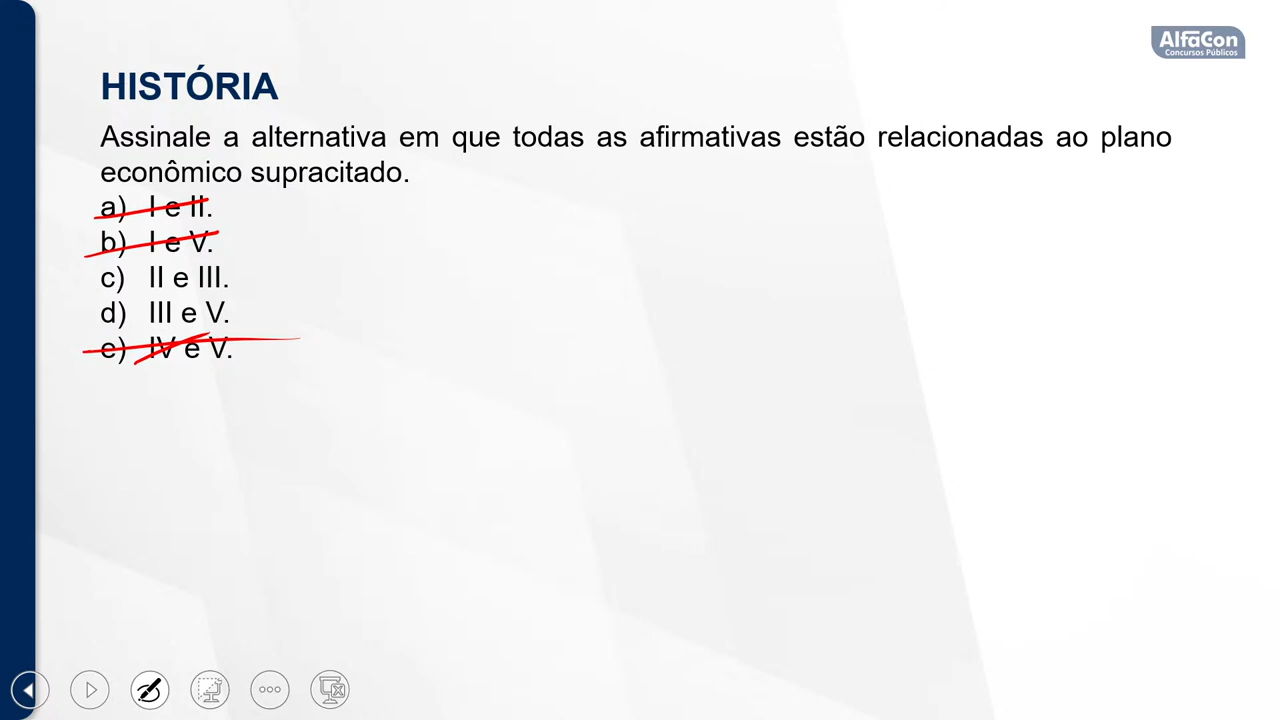 AlfaCon
Concursos Públicos
HISTÓRIA
Assinale a alternativa em que todas as afirmativas estão relacionadas ao plano
econômico supracitado.
a) I e II.
b) I e V.
c) II e III.
d) III e V.
e) IV e V.